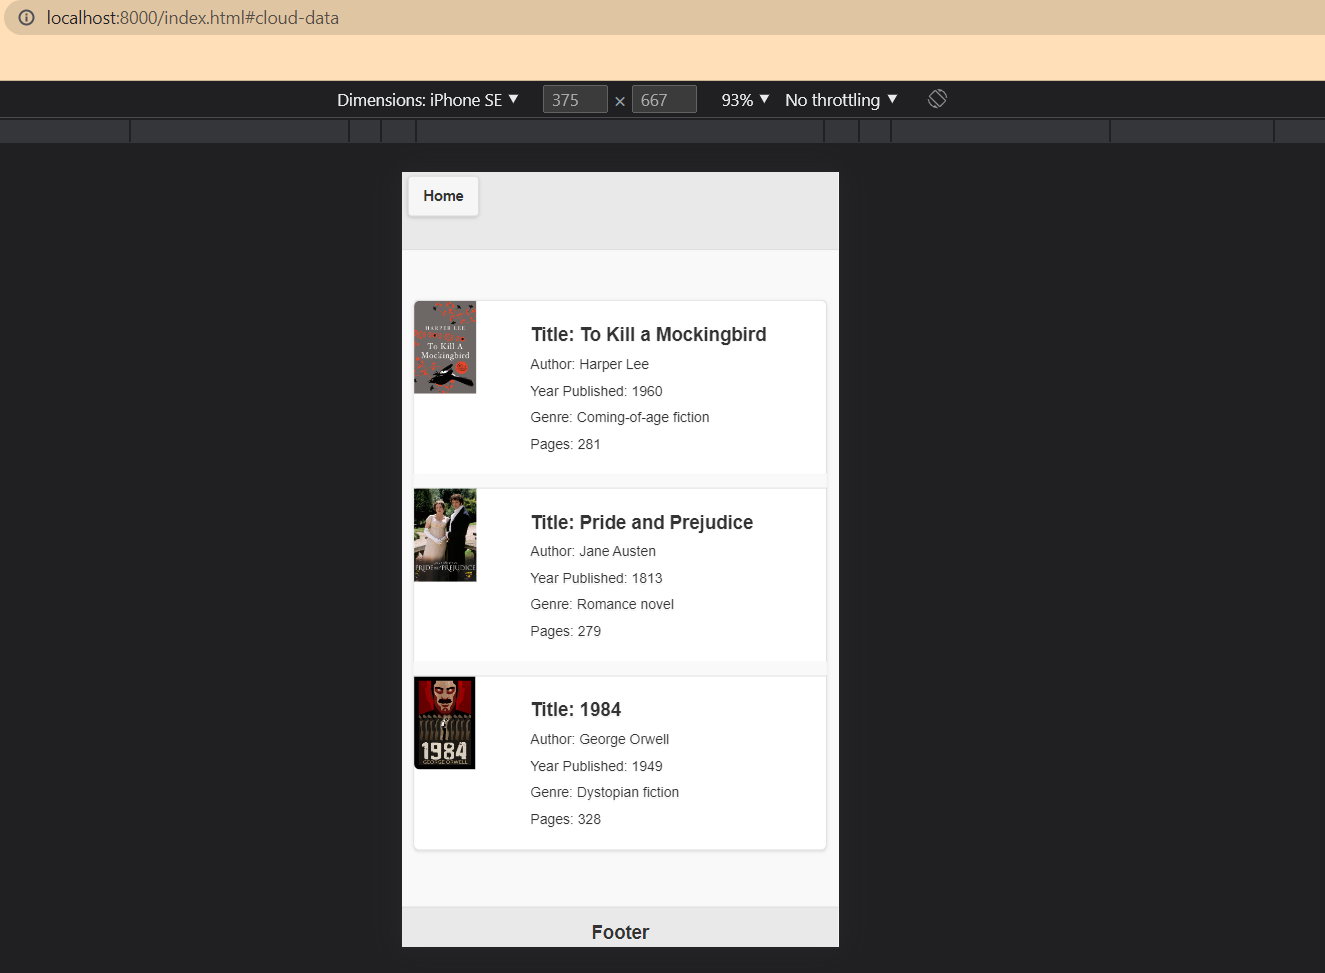 localhost:8000/index.html#cloud-data
Dimensions: iPhone SE ▼ 375 × 667 93% ▼ No throttling ▼
Home
HARPER LEE
To Kill A
Mockingbird
Title: To Kill a Mockingbird
Author: Harper Lee
Year Published: 1960
Genre: Coming-of-age fiction
Pages: 281
PRIDE AND PREJUDICE
Title: Pride and Prejudice
Author: Jane Austen
Year Published: 1813
Genre: Romance novel
Pages: 279
1984
GEORGE ORWELL
Title: 1984
Author: George Orwell
Year Published: 1949
Genre: Dystopian fiction
Pages: 328
Footer